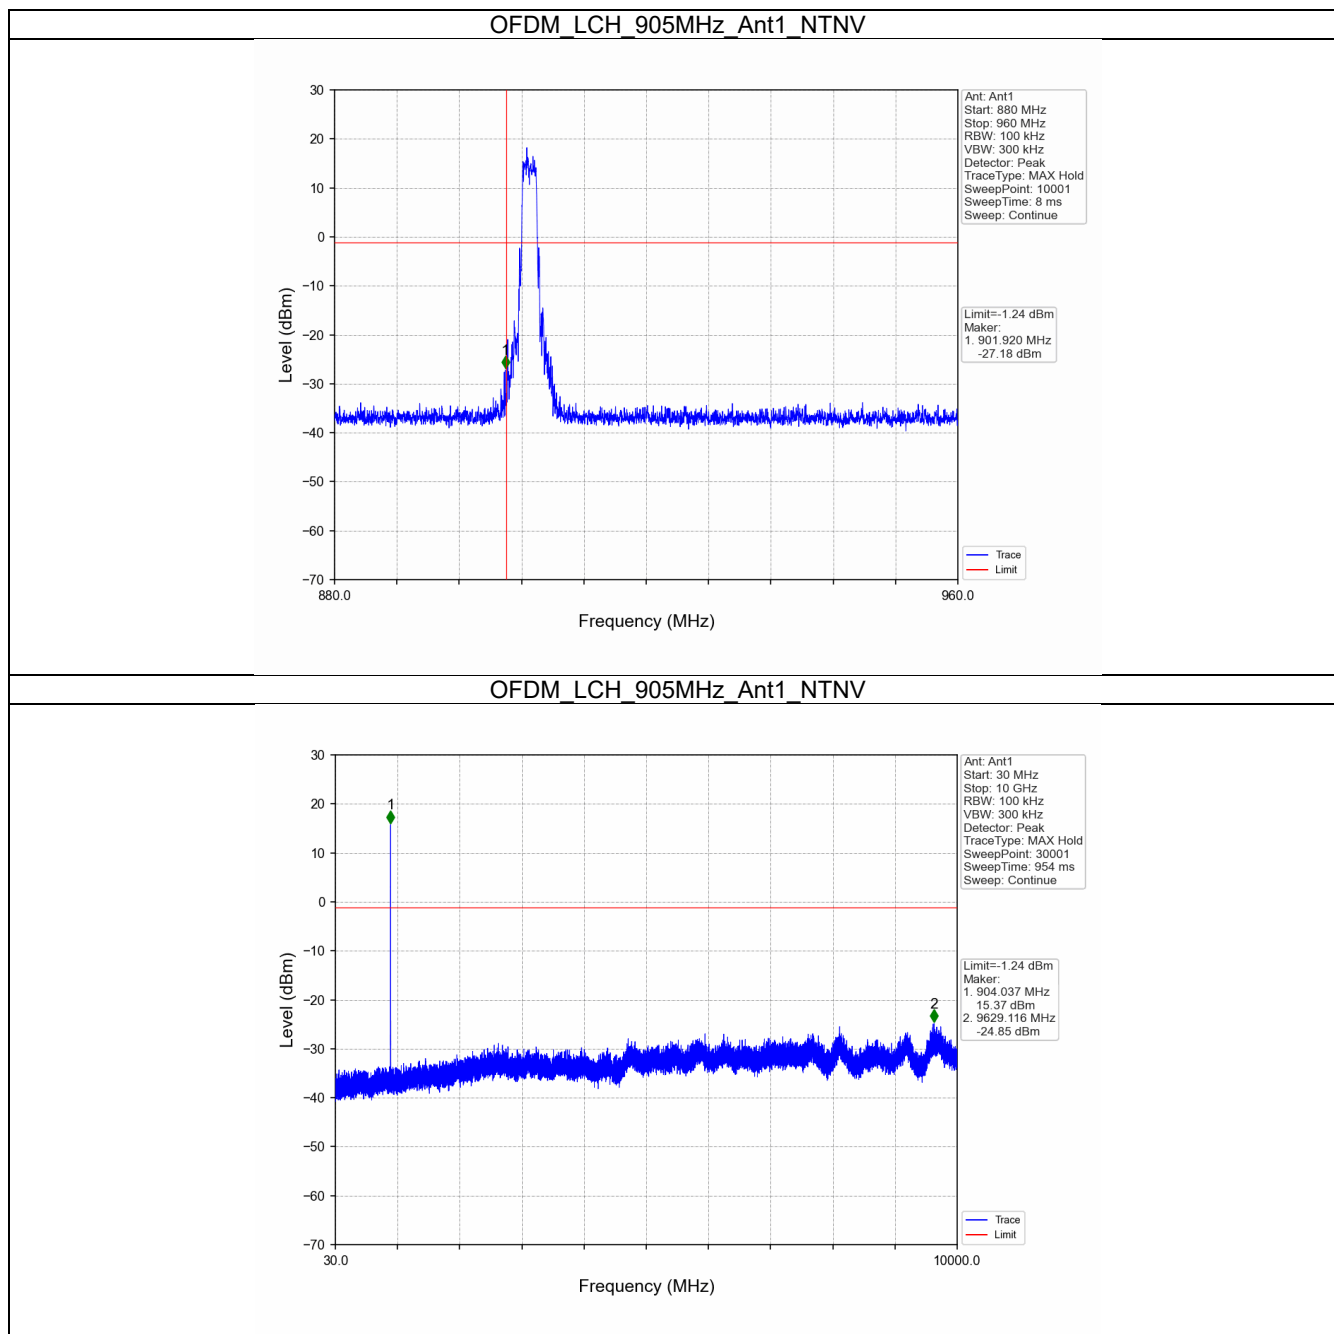 OFDM_LCH_905MHz_Ant1_NTNV
30
20
10
0
−10
−20
−30
−40
−50
−60
−70
Level (dBm)
880.0
960.0
Frequency (MHz)
1
Ant: Ant1
Start: 880 MHz
Stop: 960 MHz
RBW: 100 kHz
VBW: 300 kHz
Detector: Peak
TraceType: MAX Hold
SweepPoint: 10001
SweepTime: 8 ms
Sweep: Continue
Limit=-1.24 dBm
Maker:
1. 901.920 MHz
-27.18 dBm
Trace
Limit
OFDM_LCH_905MHz_Ant1_NTNV
30
20
10
0
−10
−20
−30
−40
−50
−60
−70
Level (dBm)
30.0
10000.0
Frequency (MHz)
1
2
Ant: Ant1
Start: 30 MHz
Stop: 10 GHz
RBW: 100 kHz
VBW: 300 kHz
Detector: Peak
TraceType: MAX Hold
SweepPoint: 30001
SweepTime: 954 ms
Sweep: Continue
Limit=-1.24 dBm
Maker:
1. 904.037 MHz
15.37 dBm
2. 9629.116 MHz
-24.85 dBm
Trace
Limit